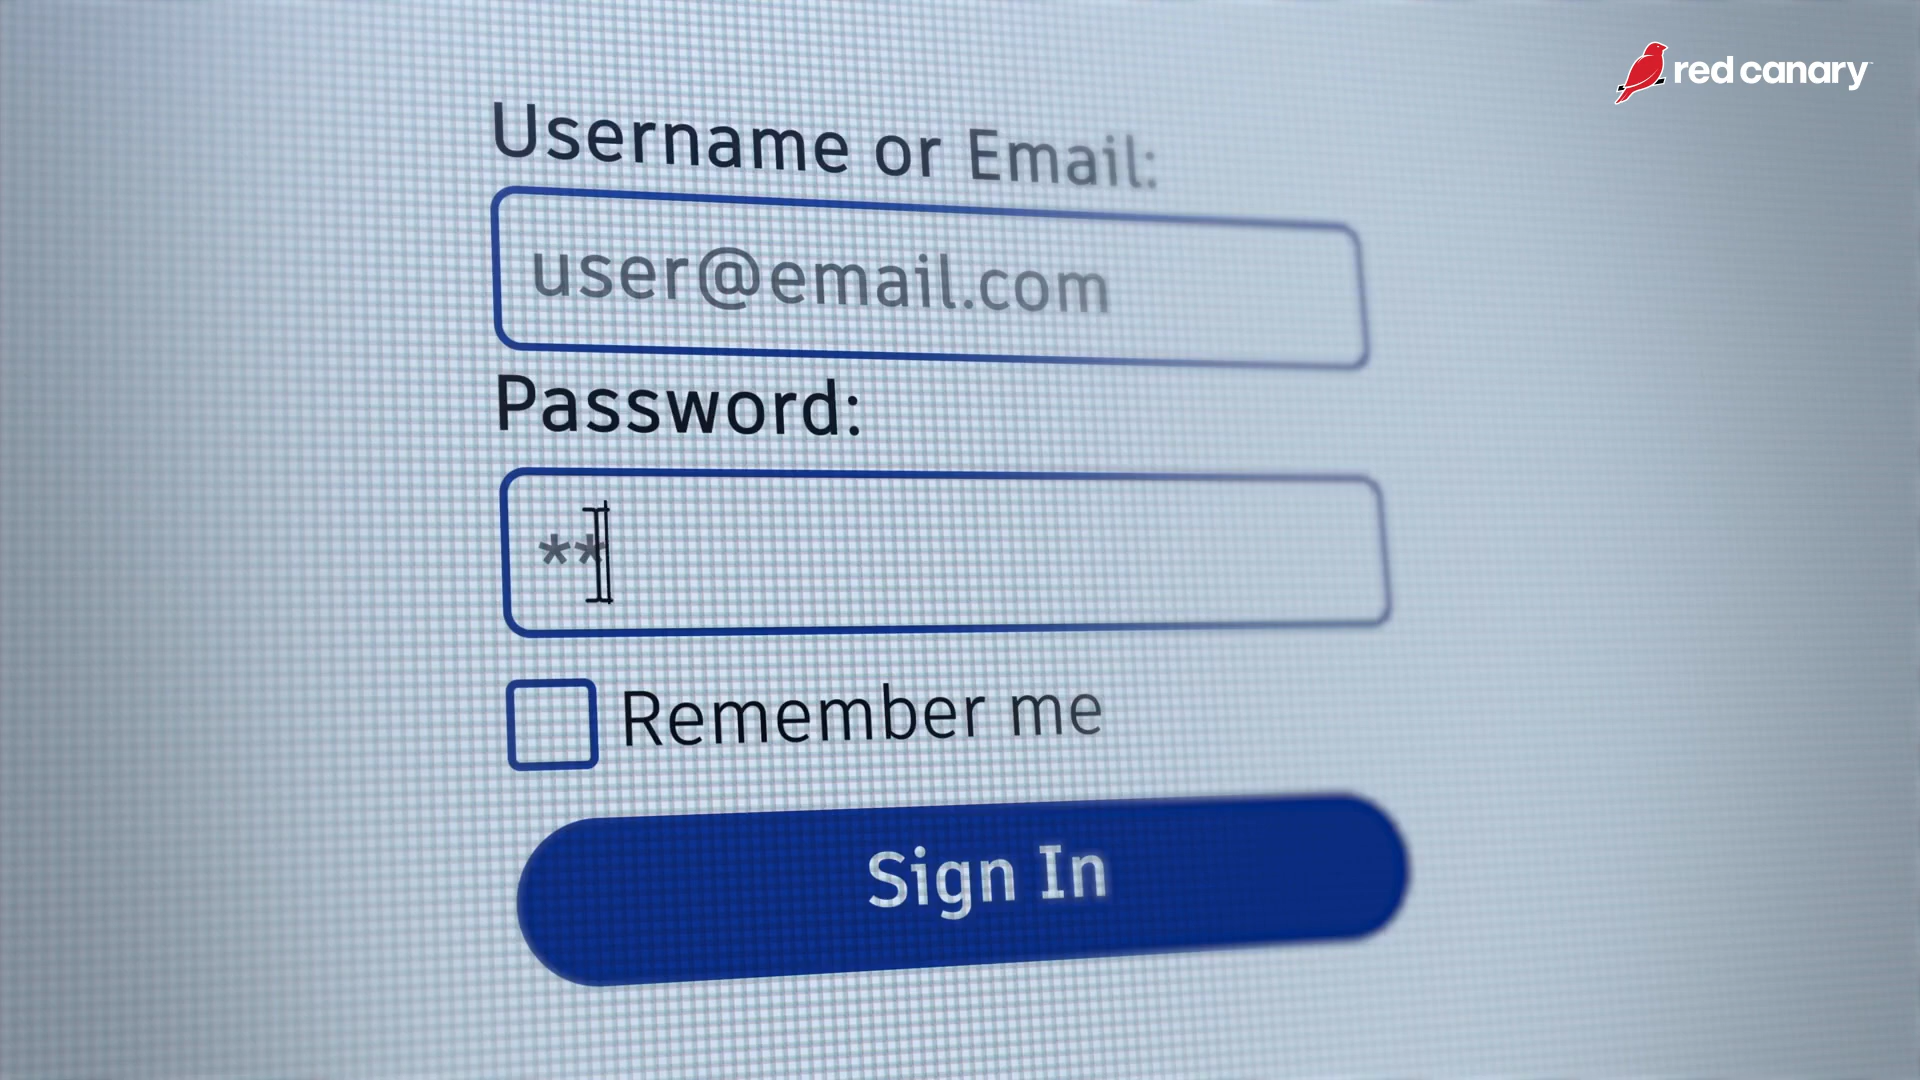 red canary
Username or Email:
user@email.com
Password:
**
Remember me
Sign In